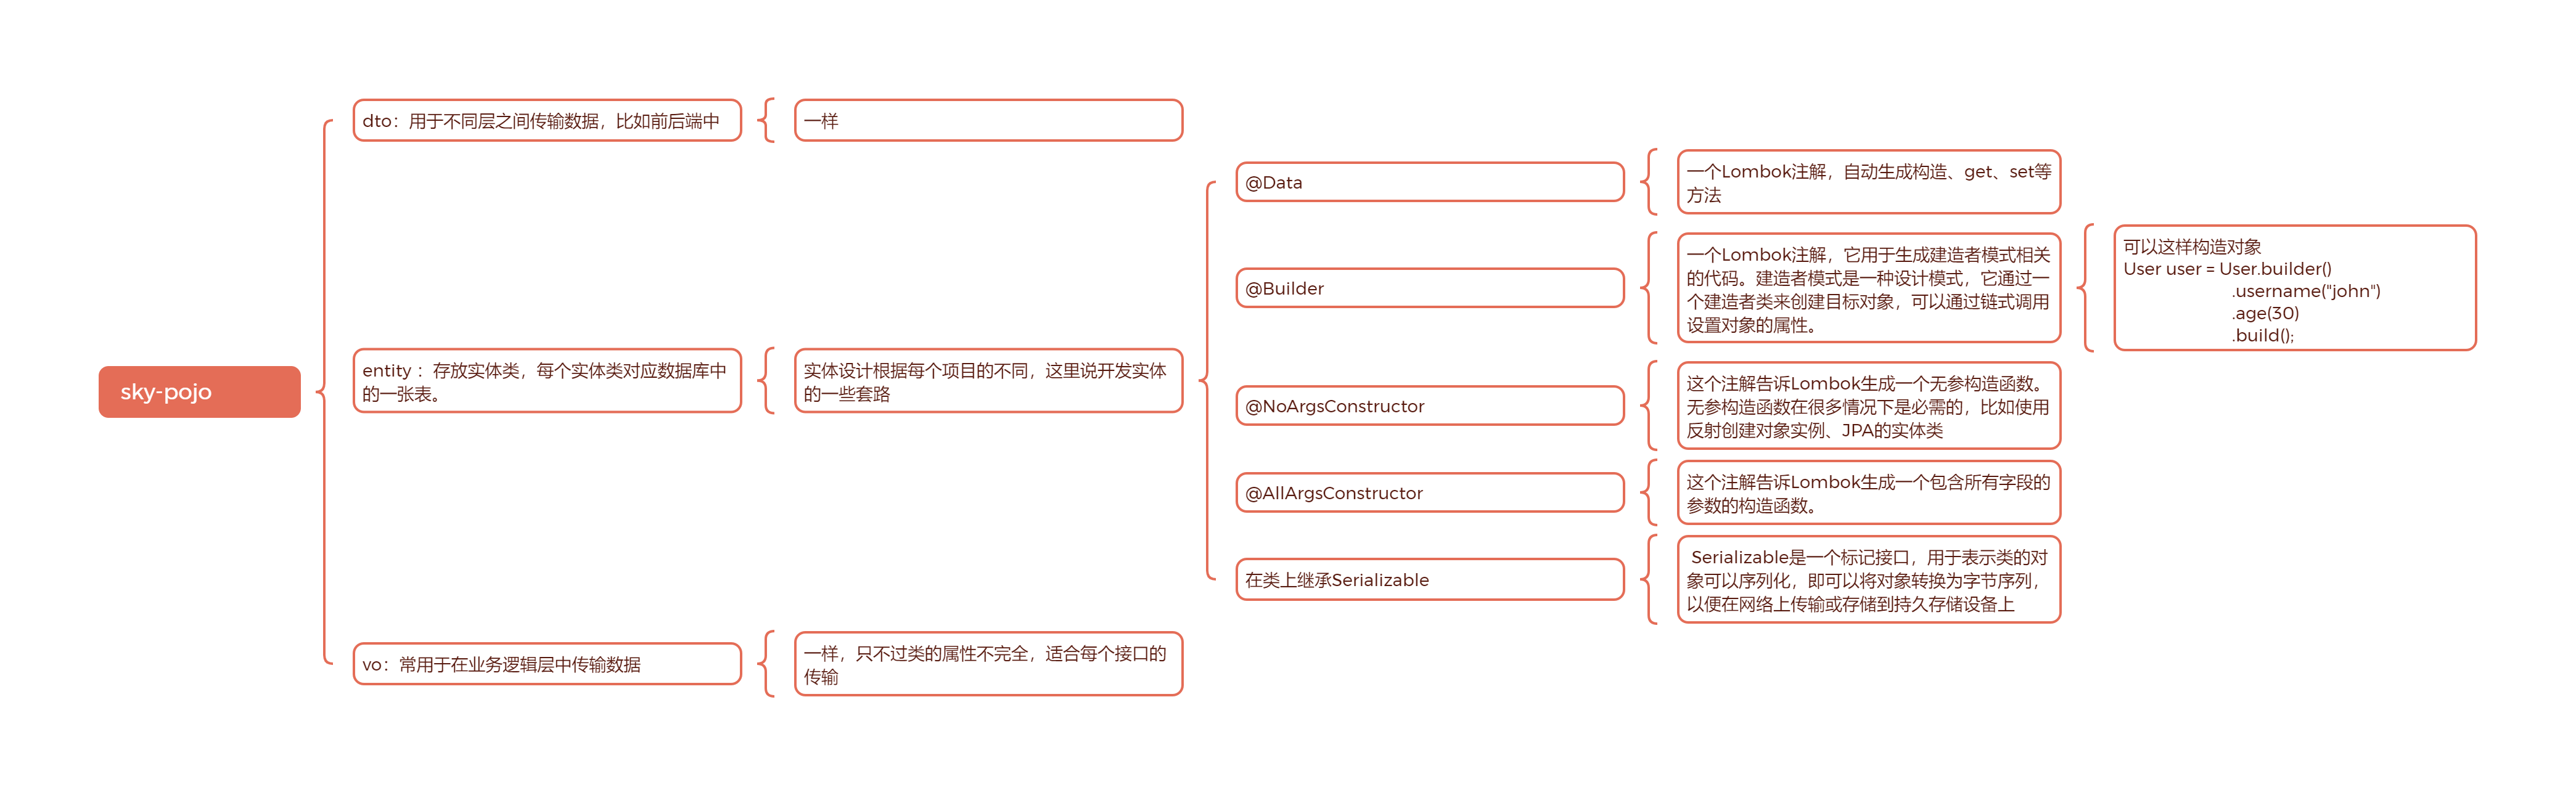 sky-pojo
dto：用于不同层之间传输数据，比如前后端中
一样
entity ：存放实体类，每个实体类对应数据库中
的一张表。
实体设计根据每个项目的不同，这里说开发实体
的一些套路
@Data
一个Lombok注解，自动生成构造、get、set等
方法
@Builder
一个Lombok注解，它用于生成建造者模式相关
的代码。建造者模式是一种设计模式，它通过一
个建造者类来创建目标对象，可以通过链式调用
设置对象的属性。
可以这样构造对象
User user = User.builder()
.username("john")
.age(30)
.build();
@NoArgsConstructor
这个注解告诉Lombok生成一个无参构造函数。
无参构造函数在很多情况下是必需的，比如使用
反射创建对象实例、JPA的实体类
@AllArgsConstructor
这个注解告诉Lombok生成一个包含所有字段的
参数的构造函数。
在类上继承Serializable
Serializable是一个标记接口，用于表示类的对
象可以序列化，即可以将对象转换为字节序列，
以便在网络上传输或存储到持久存储设备上
vo：常用于在业务逻辑层中传输数据
一样，只不过类的属性不完全，适合每个接口的
传输